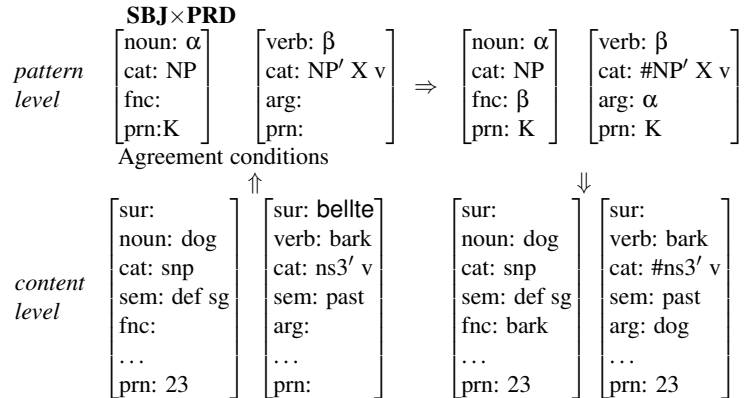 SBJ×PRD
noun: α verb: β noun: α verb: β
pattern cat: NP cat: NP′ X v ⇒ cat: NP cat: #NP′ X v
level fnc: arg: fnc: β arg: α
prn:K prn: prn: K prn: K
Agreement conditions
⇑ ⇓
sur: sur: bellte sur: sur:
noun: dog verb: bark noun: dog verb: bark
cat: snp cat: ns3′ v cat: snp cat: #ns3′ v
content sem: def sg sem: past sem: def sg sem: past
level fnc: arg: fnc: bark arg: dog
... ... ... ...
prn: 23 prn: prn: 23 prn: 23